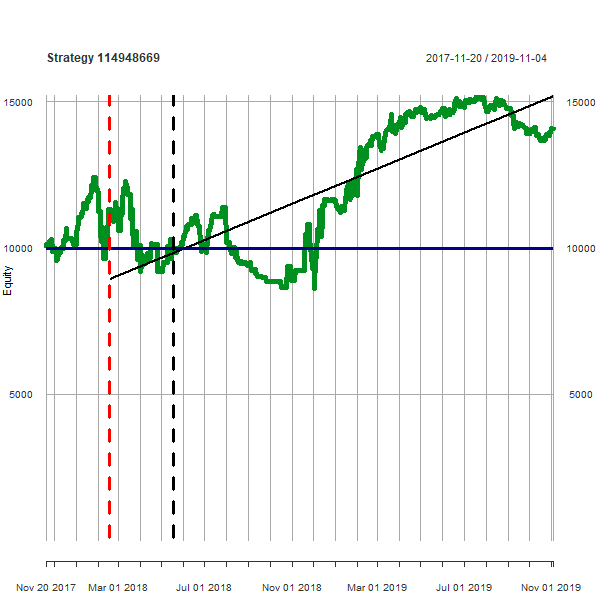 Strategy 114948669
2017-11-20 / 2019-11-04
15000
15000
10000
10000
Equity
5000
5000
Nov 20 2017
Mar 01 2018
Jul 01 2018
Nov 01 2018
Mar 01 2019
Jul 01 2019
Nov 01 2019